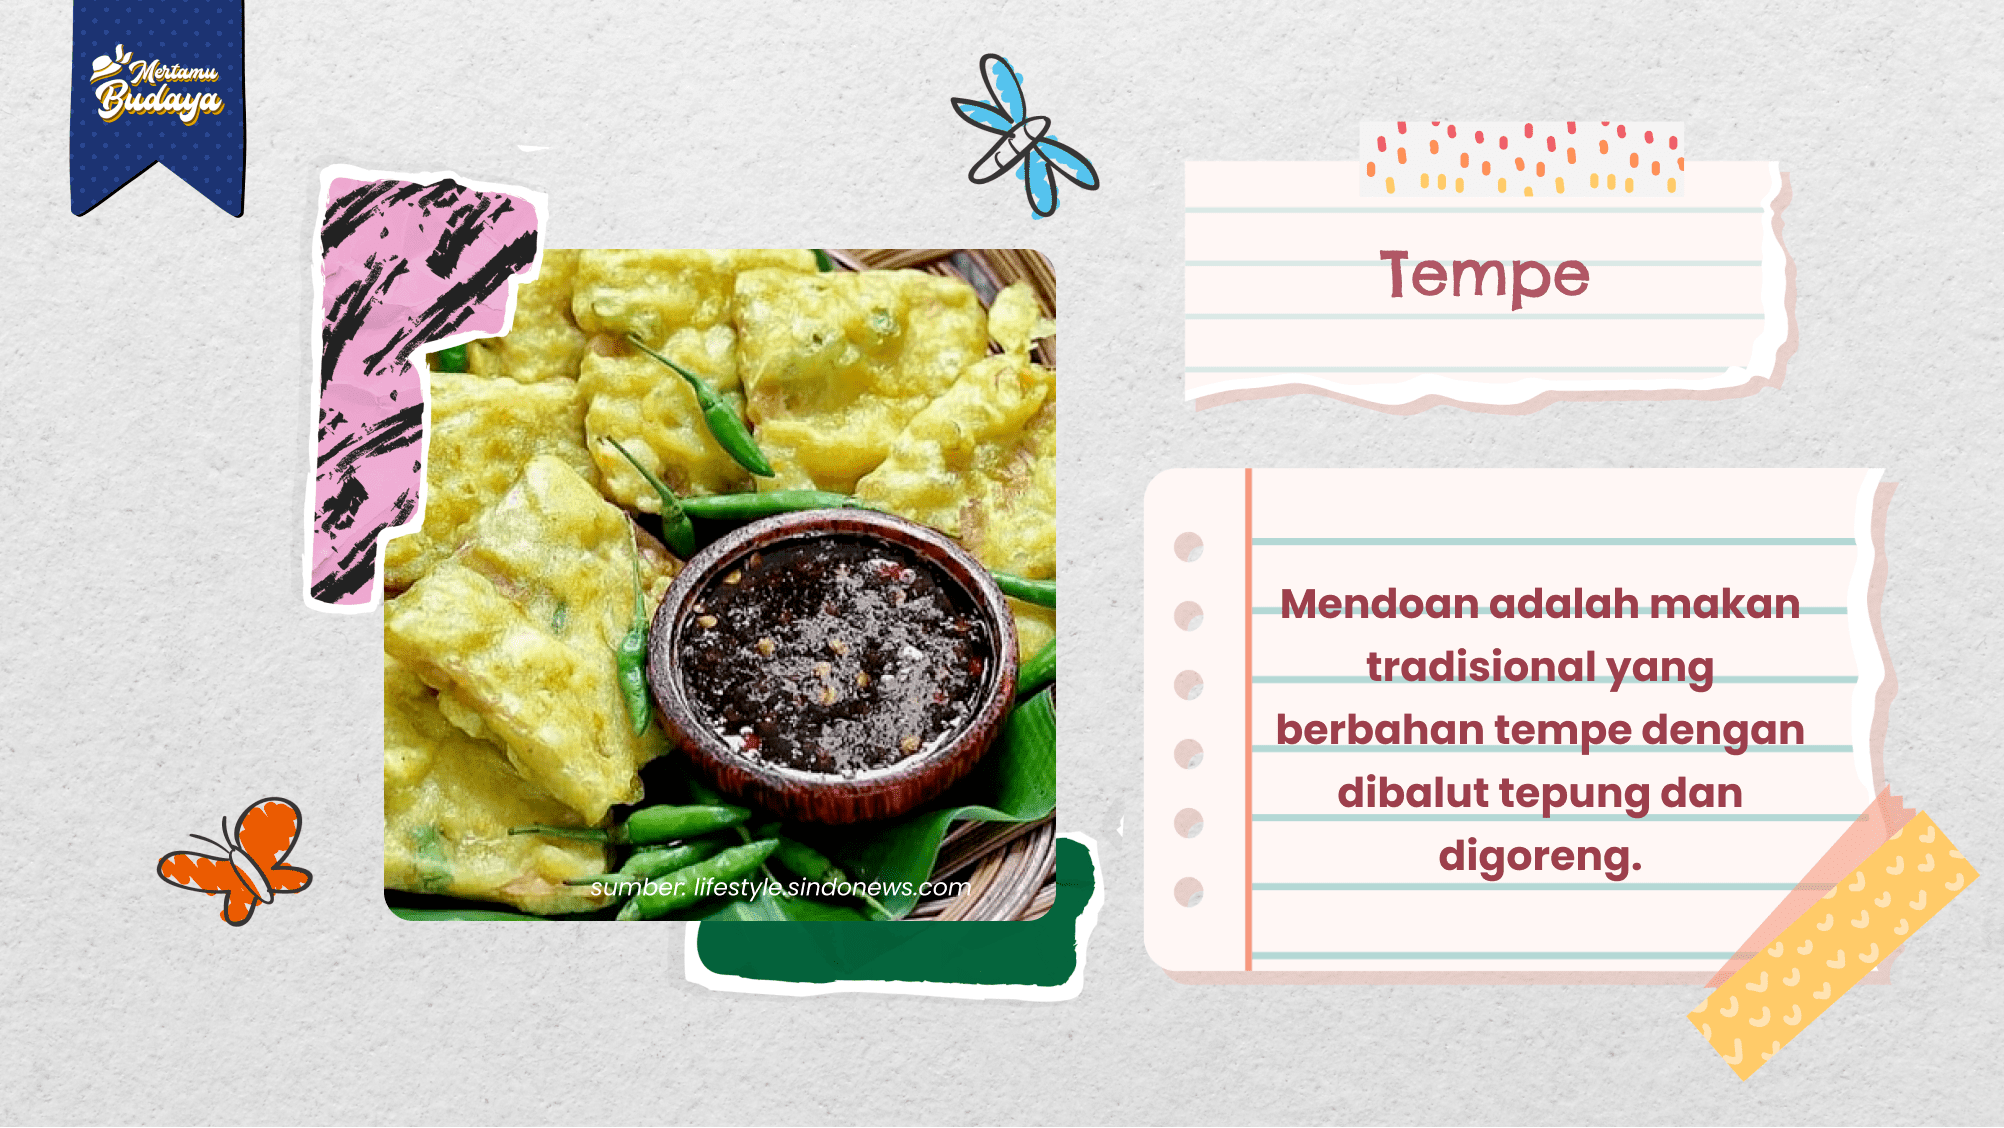 Mertamu
Budaya
Tempe
Mendoan adalah makan
tradisional yang
berbahan tempe dengan
dibalut tepung dan
digoreng.
sumber: lifestyle.sindonews.com